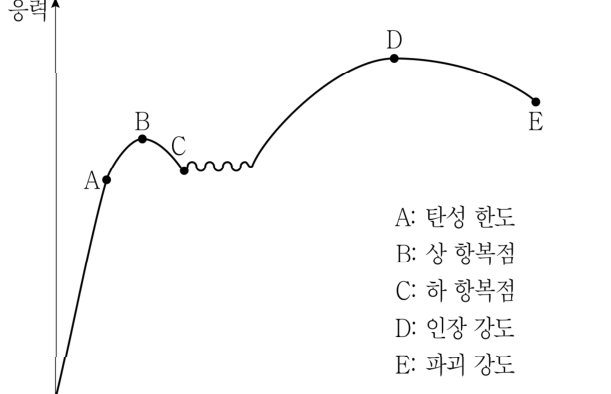 응력
D
B
E
C
A
A: 탄성 한도
B: 상 항복점
C: 하 항복점
D: 인장 강도
E: 파괴 강도